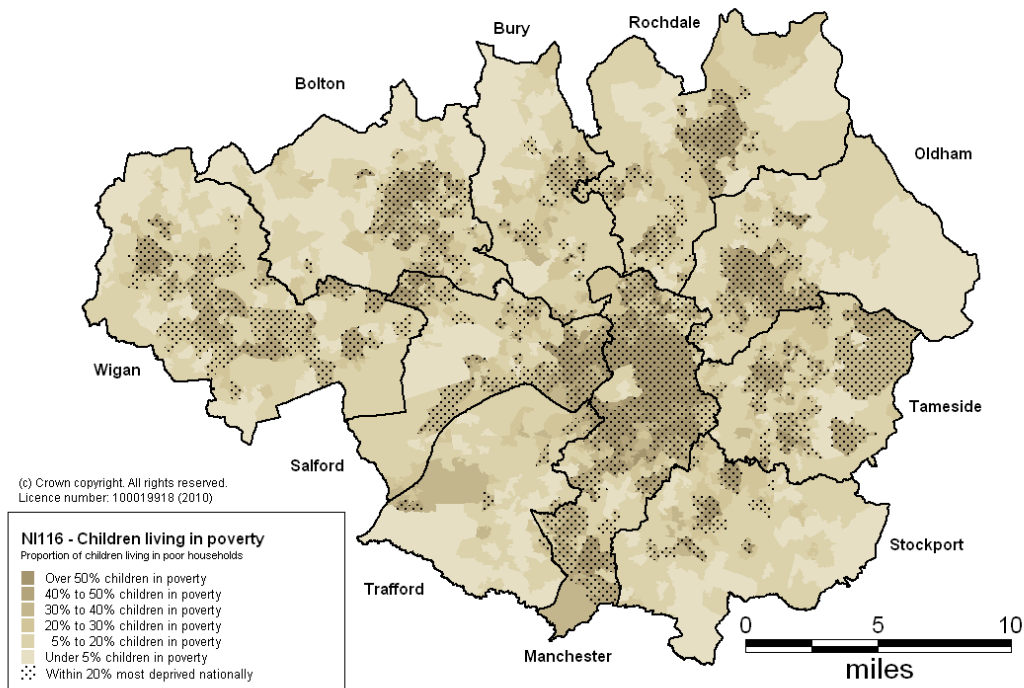 Bury
Rochdale
Bolton
Oldham
Wigan
Tameside
Salford
(c) Crown copyright. All rights reserved.
Licence number: 100019918 (2010)
NI116 - Children living in poverty
Proportion of children living in poor households
Over 50% children in poverty
40% to 50% children in poverty
30% to 40% children in poverty
20% to 30% children in poverty
5% to 20% children in poverty
Under 5% children in poverty
Within 20% most deprived nationally
Stockport
Trafford
Manchester
0 5 10
miles